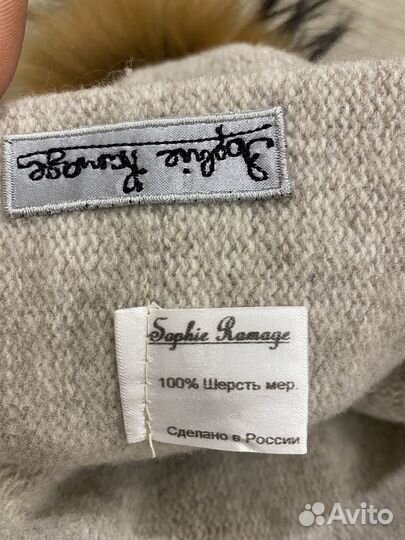 Sophie Ramage
Sophie Ramage
100% Шерсть мер.
Сделано в России
Avito